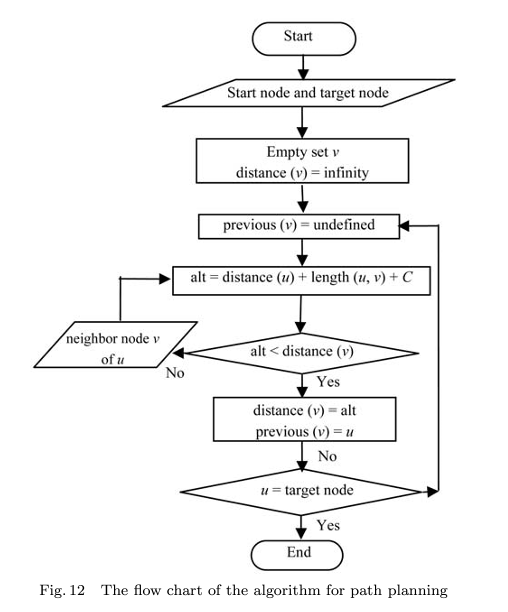 Start
Start node and target node
Empty set v
distance (v) = infinity
previous (v) = undefined
alt = distance (u) + length (u, v) + C
neighbor node v
of u
alt < distance (v)
No
Yes
distance (v) = alt
previous (v) = u
No
u = target node
Yes
End
Fig. 12 The flow chart of the algorithm for path planning